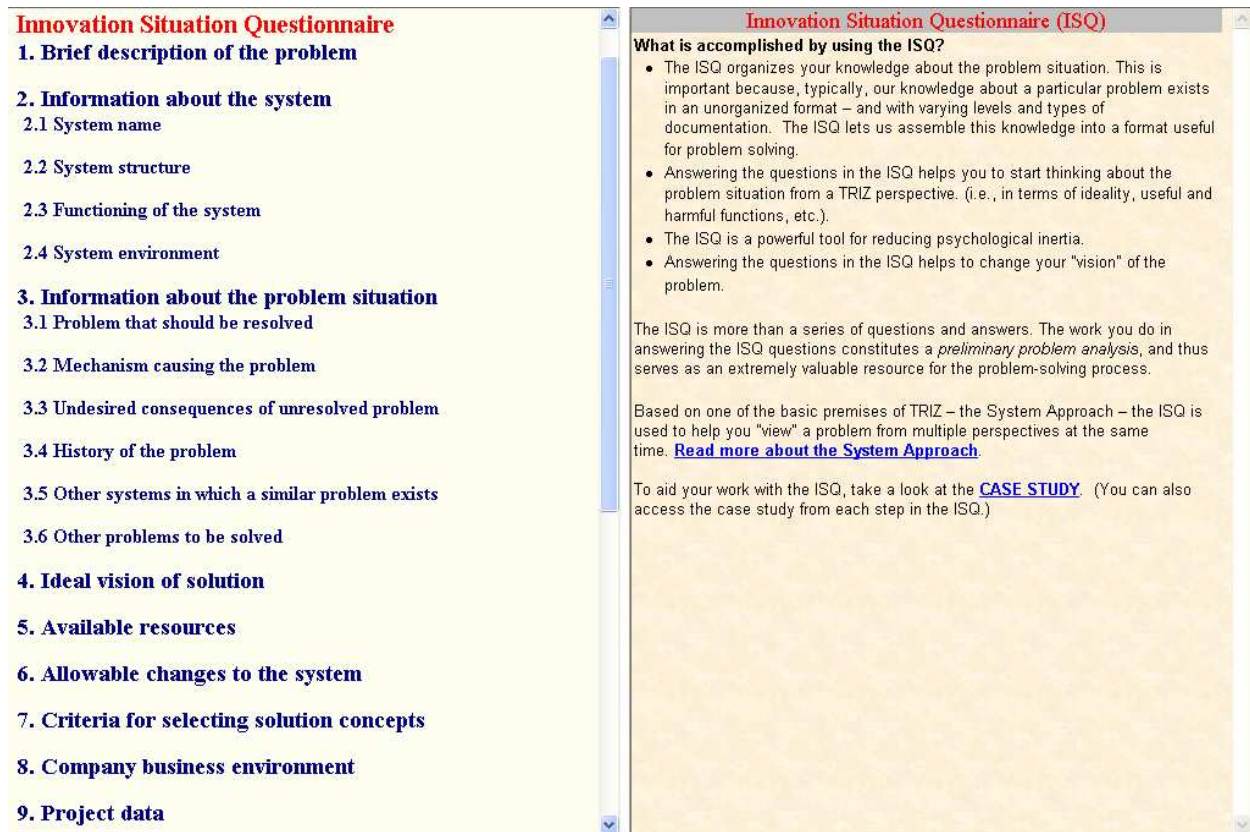 Innovation Situation Questionnaire
1. Brief description of the problem
2. Information about the system
2.1 System name
2.2 System structure
2.3 Functioning of the system
2.4 System environment
3. Information about the problem situation
3.1 Problem that should be resolved
3.2 Mechanism causing the problem
3.3 Undesired consequences of unresolved problem
3.4 History of the problem
3.5 Other systems in which a similar problem exists
3.6 Other problems to be solved
4. Ideal vision of solution
5. Available resources
6. Allowable changes to the system
7. Criteria for selecting solution concepts
8. Company business environment
9. Project data
Innovation Situation Questionnaire (ISQ)
What is accomplished by using the ISQ?
• The ISQ organizes your knowledge about the problem situation. This is
important because, typically, our knowledge about a particular problem exists
in an unorganized format – and with varying levels and types of
documentation. The ISQ lets us assemble this knowledge into a format useful
for problem solving.
• Answering the questions in the ISQ helps you to start thinking about the
problem situation from a TRIZ perspective. (i.e., in terms of ideality, useful and
harmful functions, etc.).
• The ISQ is a powerful tool for reducing psychological inertia.
• Answering the questions in the ISQ helps to change your "vision" of the
problem.
The ISQ is more than a series of questions and answers. The work you do in
answering the ISQ questions constitutes a preliminary problem analysis, and thus
serves as an extremely valuable resource for the problem-solving process.
Based on one of the basic premises of TRIZ – the System Approach – the ISQ is
used to help you "view" a problem from multiple perspectives at the same
time. Read more about the System Approach.
To aid your work with the ISQ, take a look at the CASE STUDY. (You can also
access the case study from each step in the ISQ.)